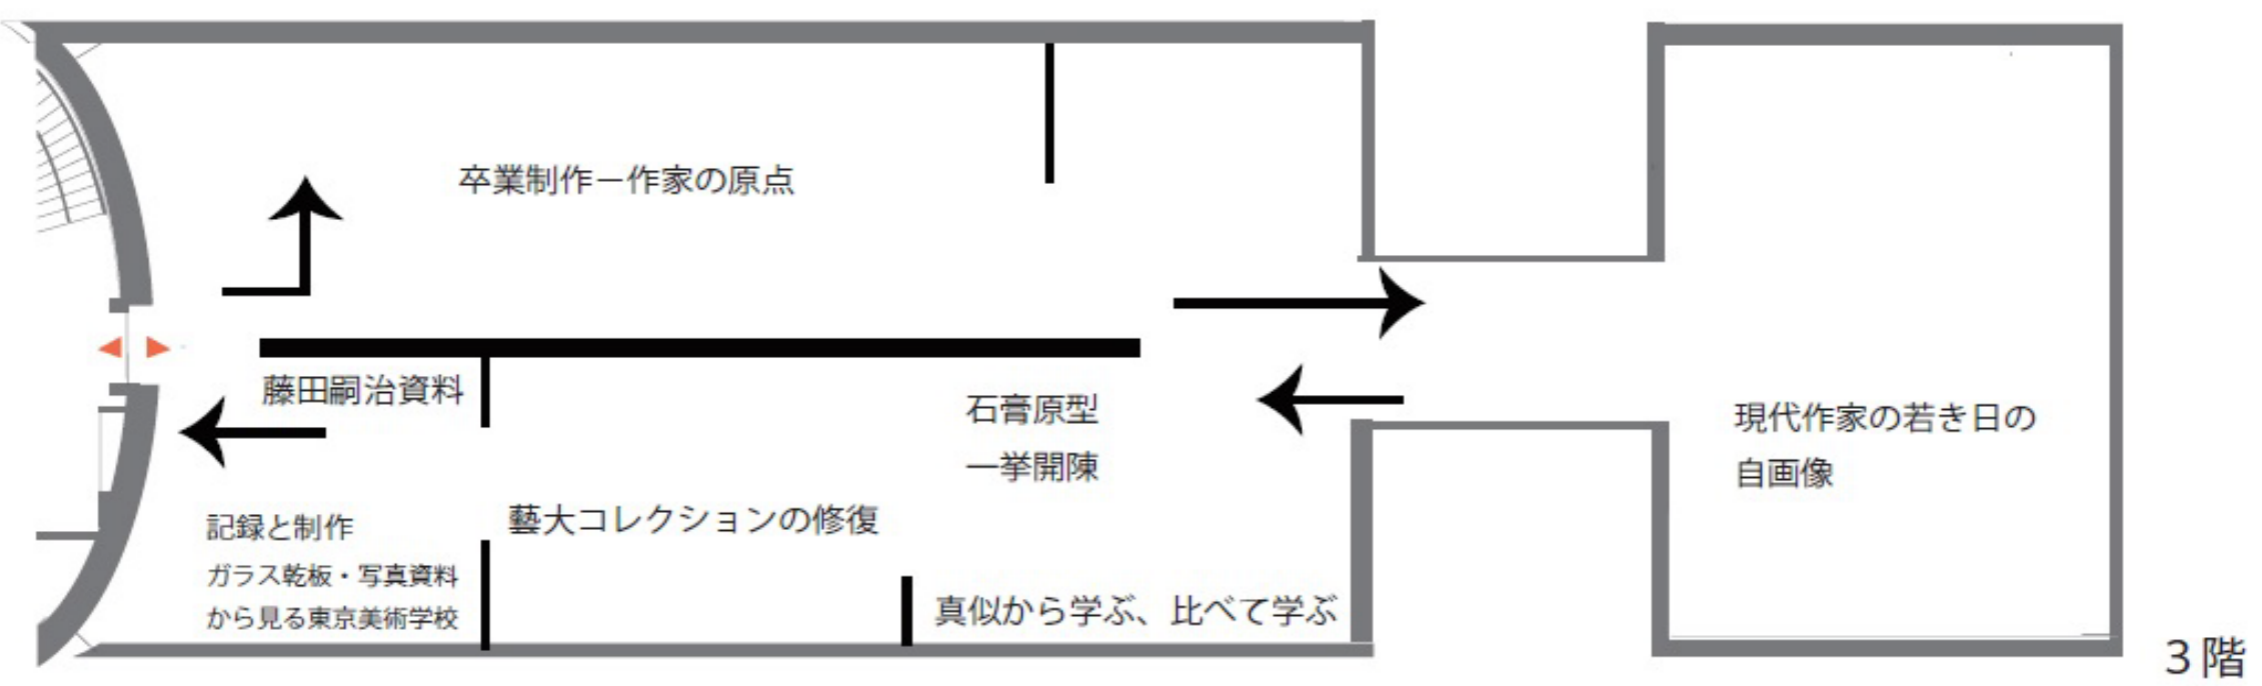 卒業制作－作家の原点
藤田嗣治資料
石膏原型
一挙開陳
現代作家の若き日の
自画像
記録と制作
ガラス乾板・写真資料
から見る東京美術学校
藝大コレクションの修復
真似から学ぶ、比べて学ぶ
３階